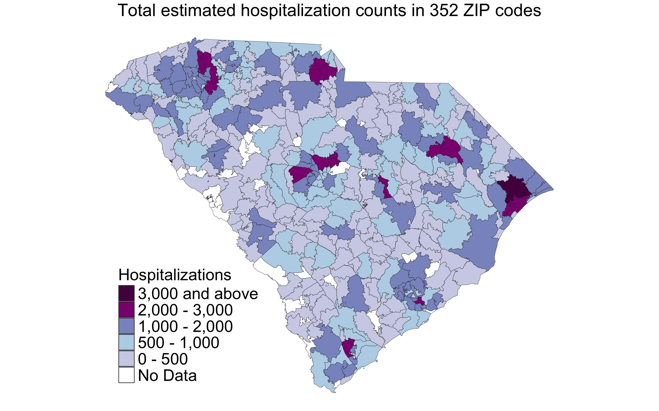 Total estimated hospitalization counts in 352 ZIP codes
Hospitalizations
3,000 and above
2,000 - 3,000
1,000 - 2,000
500 - 1,000
0 - 500
No Data